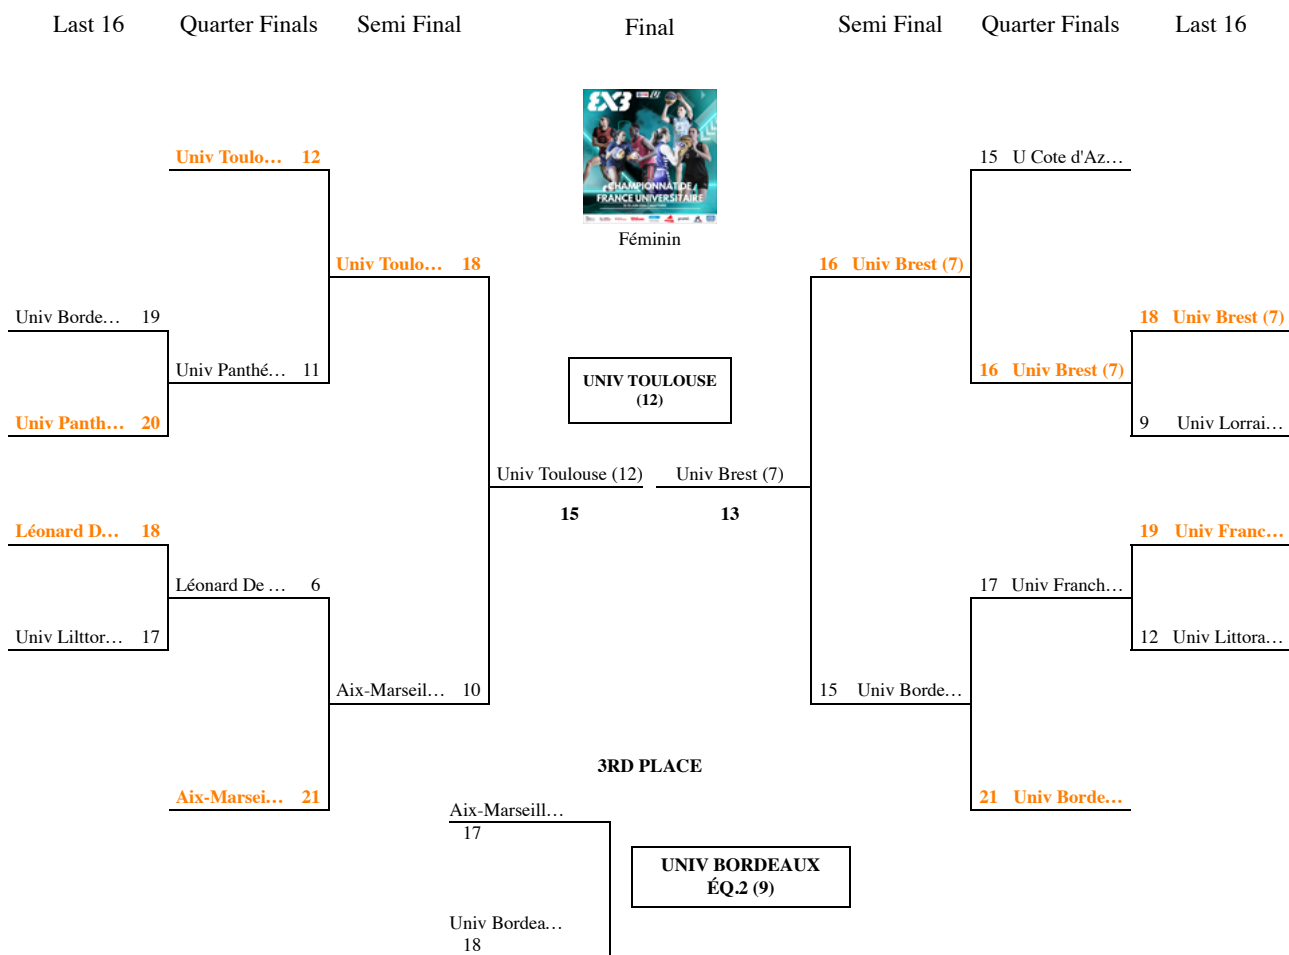 Last 16 Quarter Finals Semi Final Final Semi Final Quarter Finals Last 16
3X3
CHAMPIONNAT DE
FRANCE UNIVERSITAIRE
Féminin
Univ Toulo… 12
15 U Cote d'Az…
Univ Toulo… 18
16 Univ Brest (7)
Univ Borde… 19
18 Univ Brest (7)
Univ Panthé… 11
16 Univ Brest (7)
UNIV TOULOUSE
(12)
Univ Panth… 20
9 Univ Lorrai…
Univ Toulouse (12) Univ Brest (7)
15 13
Léonard D… 18
19 Univ Franc…
Léonard De … 6
17 Univ Franch…
Univ Lilttor… 17
12 Univ Littora…
Aix-Marseil… 10
15 Univ Borde…
3RD PLACE
Aix-Marsei… 21
21 Univ Borde…
Aix-Marseill…
17
UNIV BORDEAUX
ÉQ.2 (9)
Univ Bordea…
18